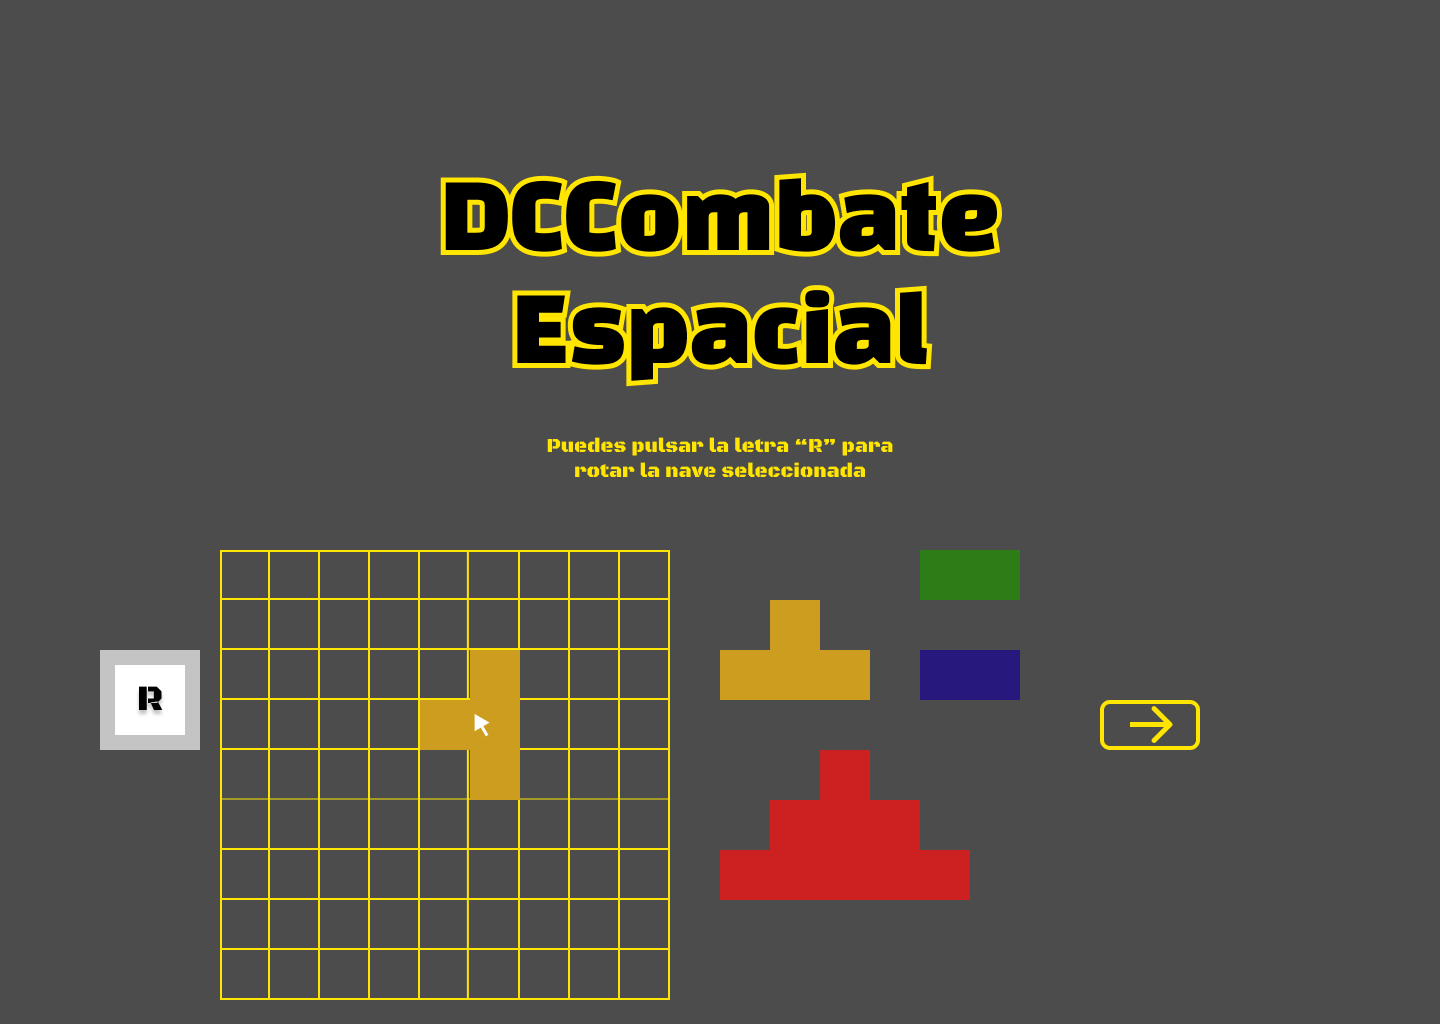 DCCombate
Espacial
Puedes pulsar la letra “R” para
rotar la nave seleccionada
R